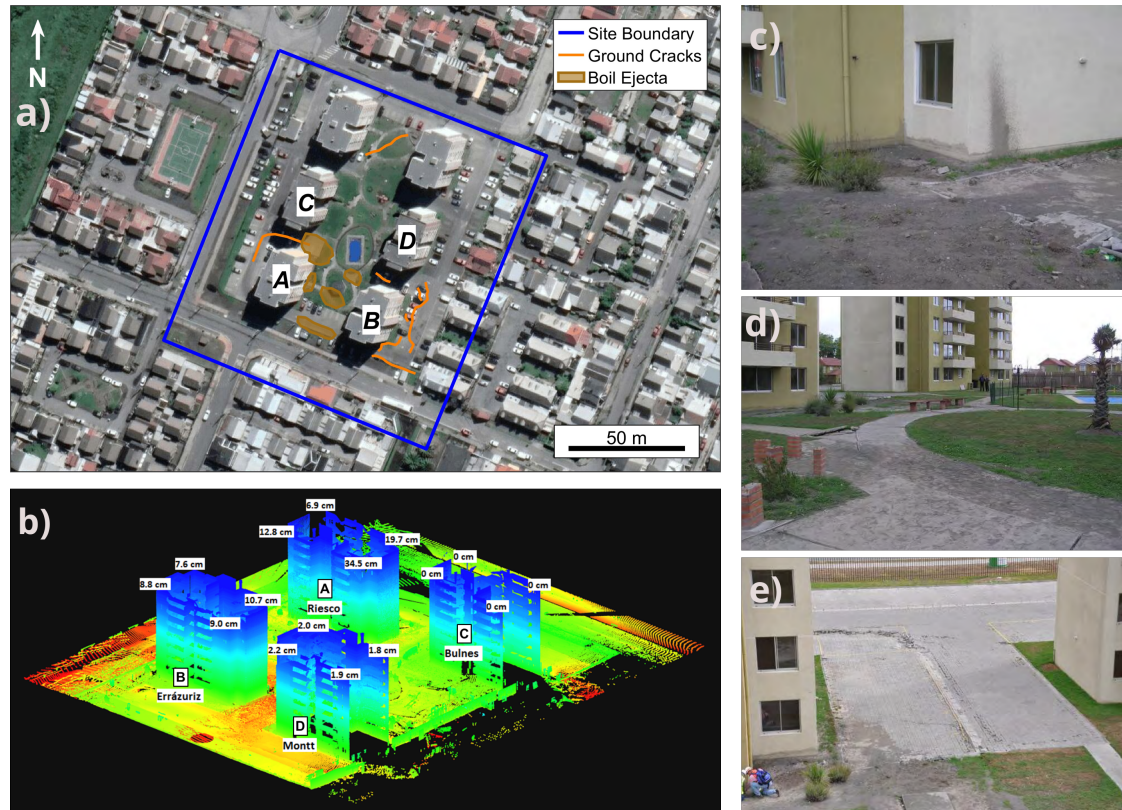 a)
N
Site Boundary
Ground Cracks
Boil Ejecta
C
D
A
B
50 m
b)
6.9 cm
12.8 cm
19.7 cm
34.5 cm
A
Riesco
7.6 cm
8.8 cm
10.7 cm
9.0 cm
B
Errázuriz
0 cm
0 cm
0 cm
0 cm
C
Bulnes
2.0 cm
2.2 cm
1.8 cm
1.9 cm
D
Montt
c)
d)
e)